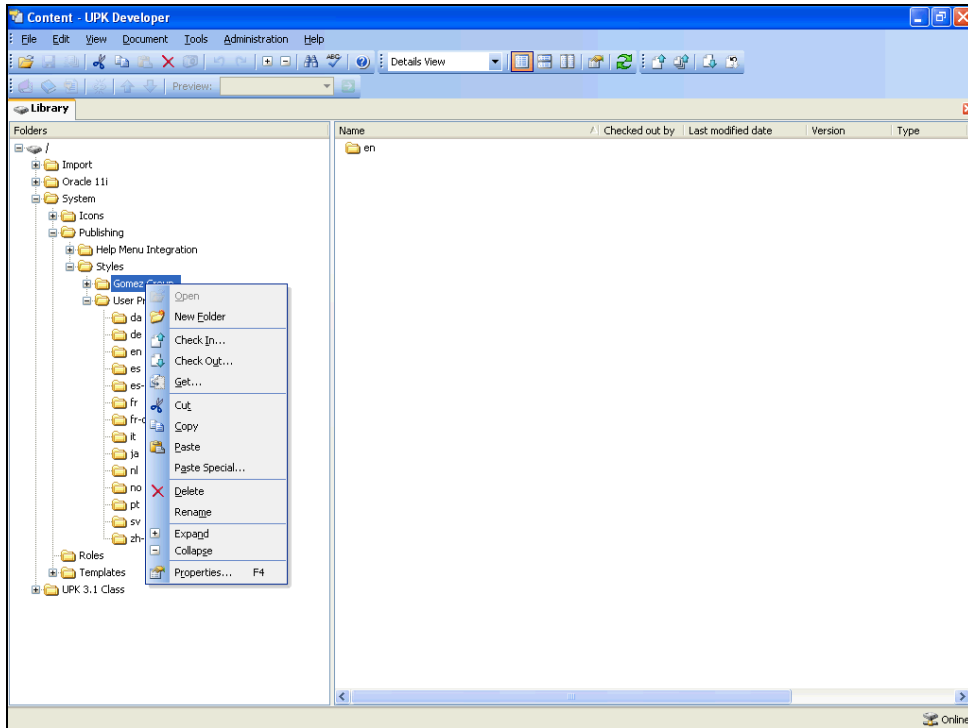 Content - UPK Developer
File Edit View Document Tools Administration Help
ABC Details View
Preview:
Library
Folders
Name / Checked out by Last modified date Version Type
/
en
Import
Oracle 11i
System
Icons
Publishing
Help Menu Integration
Styles
Gomez Group
User Pr
da
de
en
es
es-
fr
fr-c
it
ja
nl
no
pt
sv
zh-
Roles
Templates
UPK 3.1 Class
Open
New Folder
Check In...
Check Out...
Get...
Cut
Copy
Paste
Paste Special...
Delete
Rename
Expand
Collapse
Properties... F4
Online